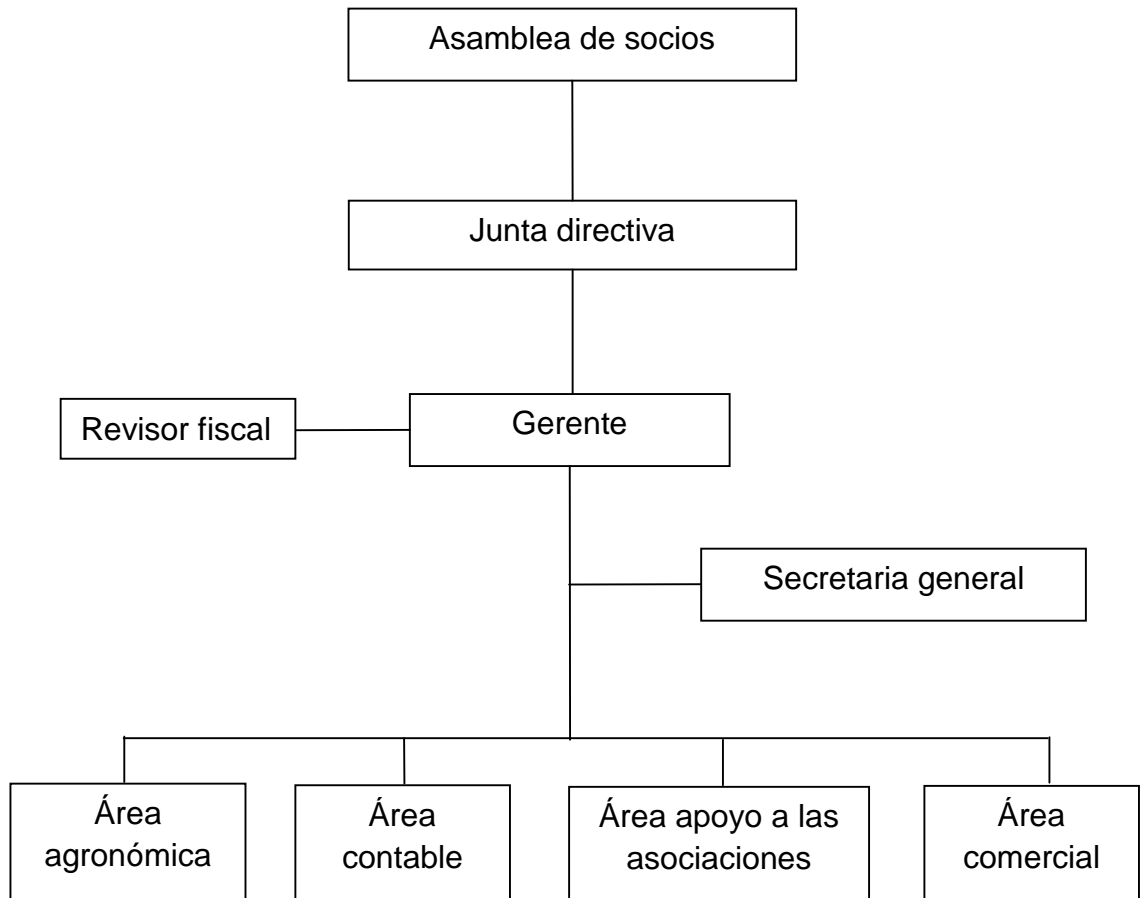 Asamblea de socios
Junta directiva
Revisor fiscal
Gerente
Secretaria general
Área
agronómica
Área
contable
Área apoyo a las
asociaciones
Área
comercial